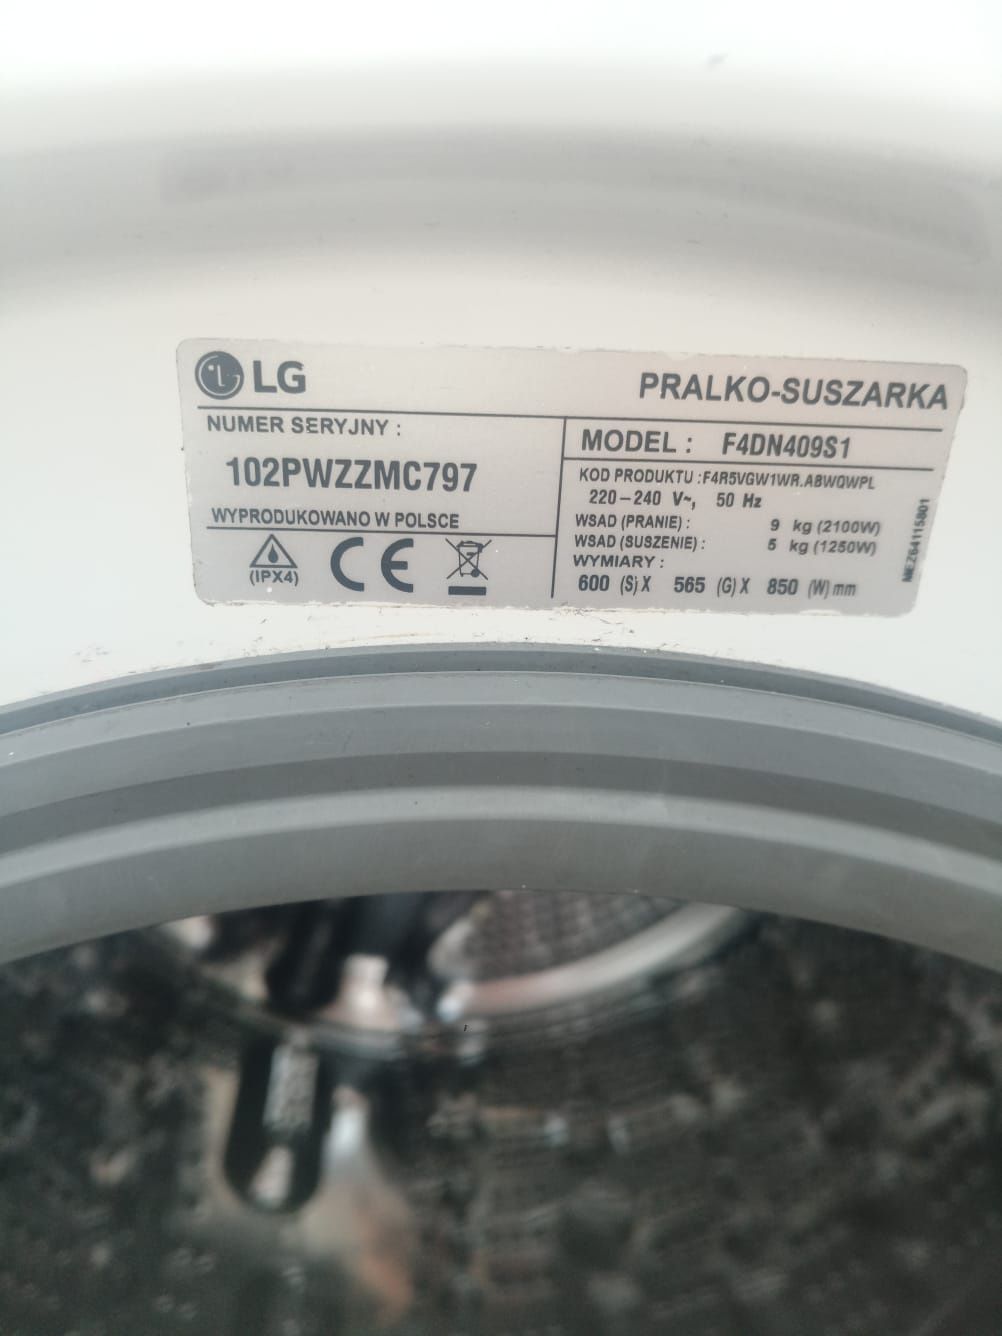 LG
PRALKO-SUSZARKA
NUMER SERYJNY :
102PWZZMC797
WYPRODUKOWANO W POLSCE
(IPX4)
CE
MODEL : F4DN409S1
KOD PRODUKTU :F4R5VGW1WR.ABWQWPL
220-240 V~, 50 Hz
WSAD (PRANIE) : 9 kg (2100W)
WSAD (SUSZENIE) : 5 kg (1250W)
WYMIARY :
600 (S) X 565 (G) X 850 (W) mm
MEZ64115801